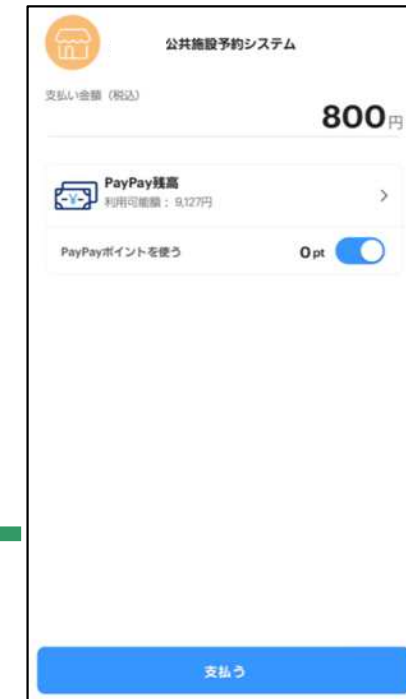 公共施設予約システム
支払い金額（税込）
800円
PayPay残高
利用可能額：9,127円
PayPayポイントを使う 0 pt
支払う